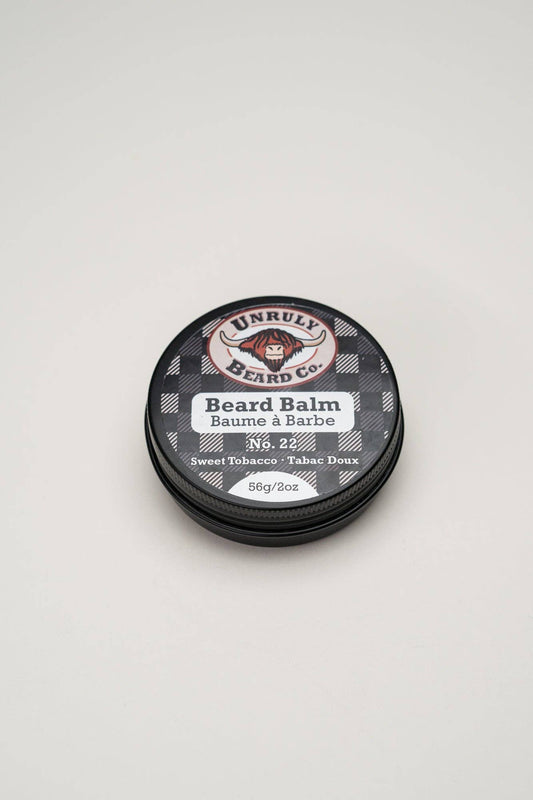 UNRULY
BEARD CO.
Beard Balm
Baume à Barbe
No. 22
Sweet Tobacco · Tabac Doux
56g/2oz